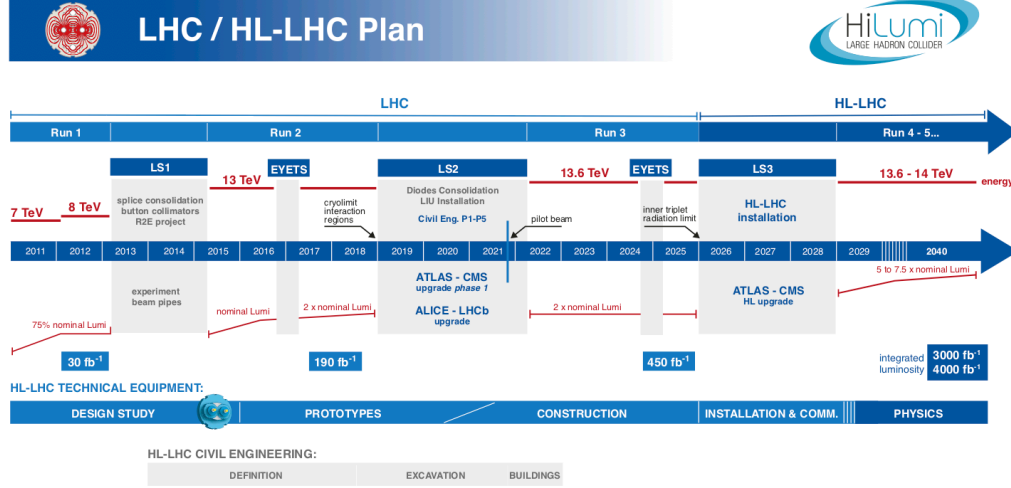 LHC / HL-LHC Plan
HiLumi
LARGE HADRON COLLIDER
LHC
HL-LHC
Run 1
Run 2
Run 3
Run 4 - 5...
LS1
EYETS
LS2
EYETS
LS3
7 TeV
8 TeV
13 TeV
13.6 TeV
13.6 - 14 TeV
energy
splice consolidation
button collimators
R2E project
cryolimit
interaction
regions
Diodes Consolidation
LIU Installation
Civil Eng. P1-P5
pilot beam
inner triplet
radiation limit
HL-LHC
installation
2011 2012 2013 2014 2015 2016 2017 2018 2019 2020 2021 2022 2023 2024 2025 2026 2027 2028 2029 2040
5 to 7.5 x nominal Lumi
experiment
beam pipes
ATLAS - CMS
upgrade phase 1
ALICE - LHCb
upgrade
ATLAS - CMS
HL upgrade
75% nominal Lumi
nominal Lumi
2 x nominal Lumi
2 x nominal Lumi
30 fb⁻¹
190 fb⁻¹
450 fb⁻¹
integrated
luminosity
3000 fb⁻¹
4000 fb⁻¹
HL-LHC TECHNICAL EQUIPMENT:
DESIGN STUDY
PROTOTYPES
CONSTRUCTION
INSTALLATION & COMM.
PHYSICS
HL-LHC CIVIL ENGINEERING:
DEFINITION
EXCAVATION
BUILDINGS